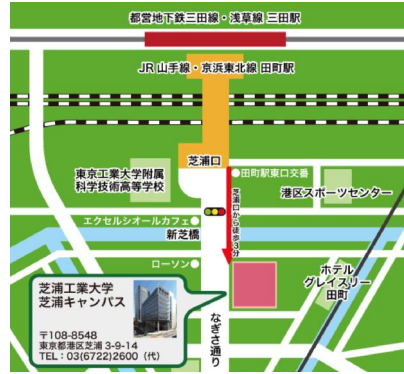 都営地下鉄三田線・浅草線 三田駅
JR山手線・京浜東北線 田町駅
芝浦口
田町駅東口交番
東京工業大学附属
科学技術高等学校
港区スポーツセンター
芝浦口から徒歩3分
エクセルシオールカフェ
新芝橋
ローソン
ホテル
グレイスリー
田町
芝浦工業大学
芝浦キャンパス
〒108-8548
東京都港区芝浦 3-9-14
TEL：03(6722)2600（代）
なぎさ通り